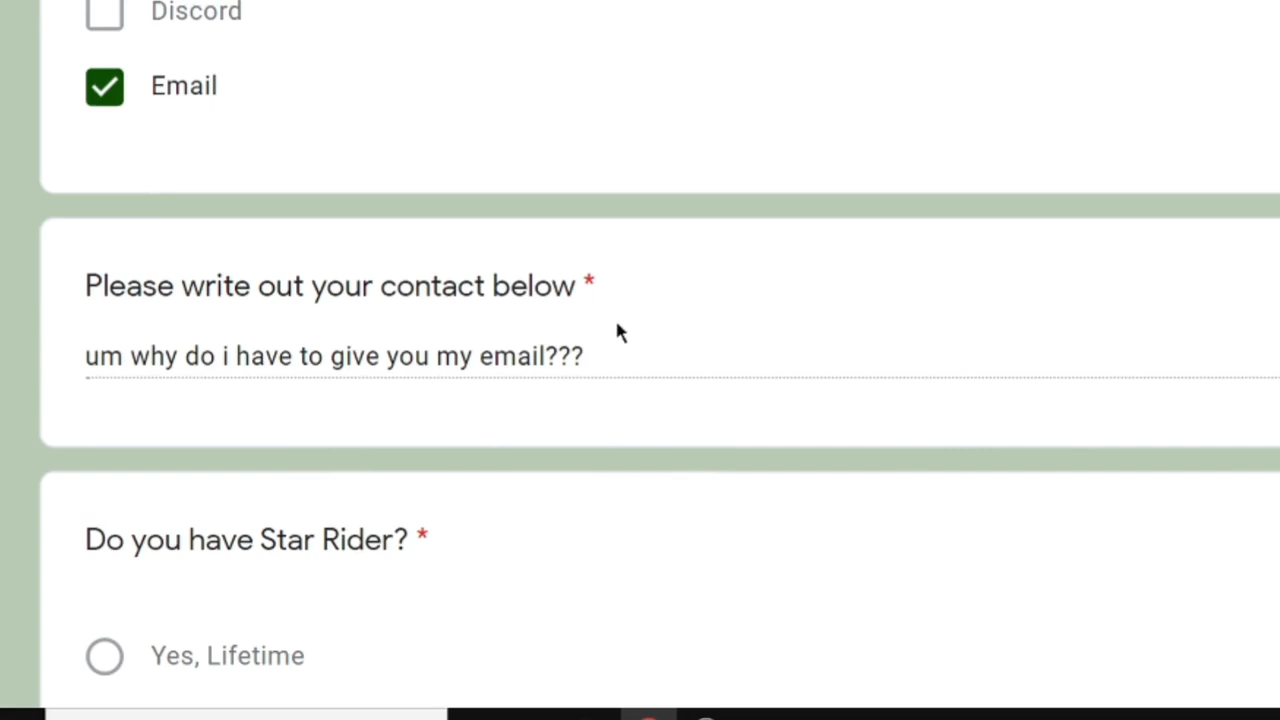 Discord
Email
Please write out your contact below *
um why do i have to give you my email???
Do you have Star Rider? *
Yes, Lifetime